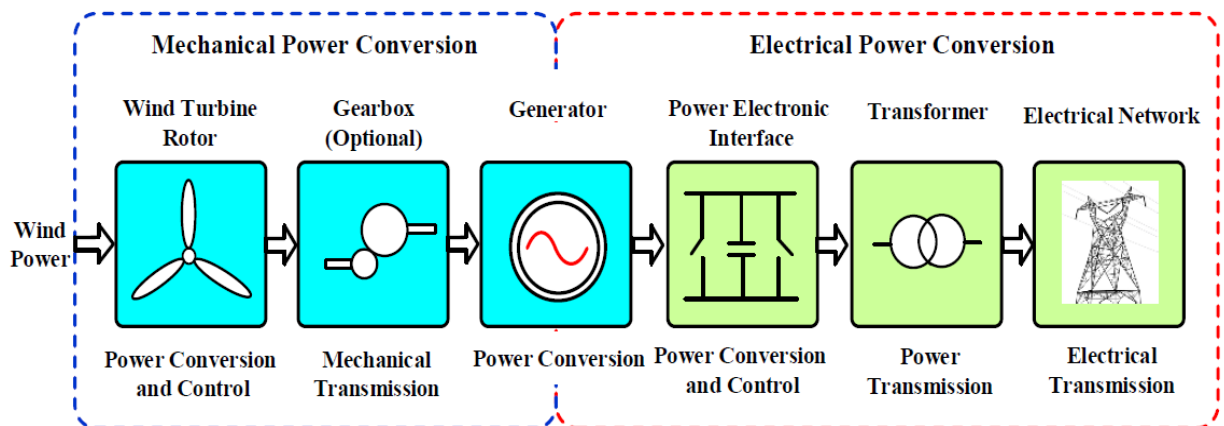 Mechanical Power Conversion
Electrical Power Conversion
Wind Turbine
Rotor
Gearbox
(Optional)
Generator
Power Electronic
Interface
Transformer
Electrical Network
Wind
Power
Power Conversion
and Control
Mechanical
Transmission
Power Conversion
Power Conversion
and Control
Power
Transmission
Electrical
Transmission